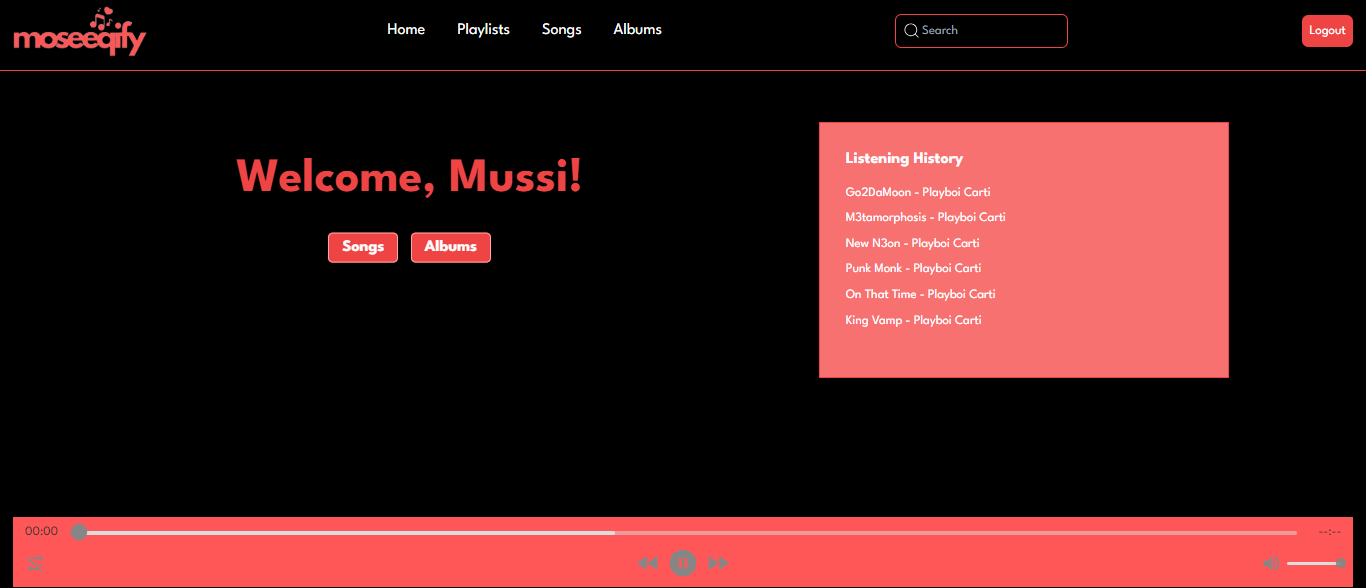 moseeqify
Home
Playlists
Songs
Albums
Search
Logout
Welcome, Mussi!
Songs
Albums
Listening History
Go2DaMoon - Playboi Carti
M3tamorphosis - Playboi Carti
New N3on - Playboi Carti
Punk Monk - Playboi Carti
On That Time - Playboi Carti
King Vamp - Playboi Carti
00:00
--:--